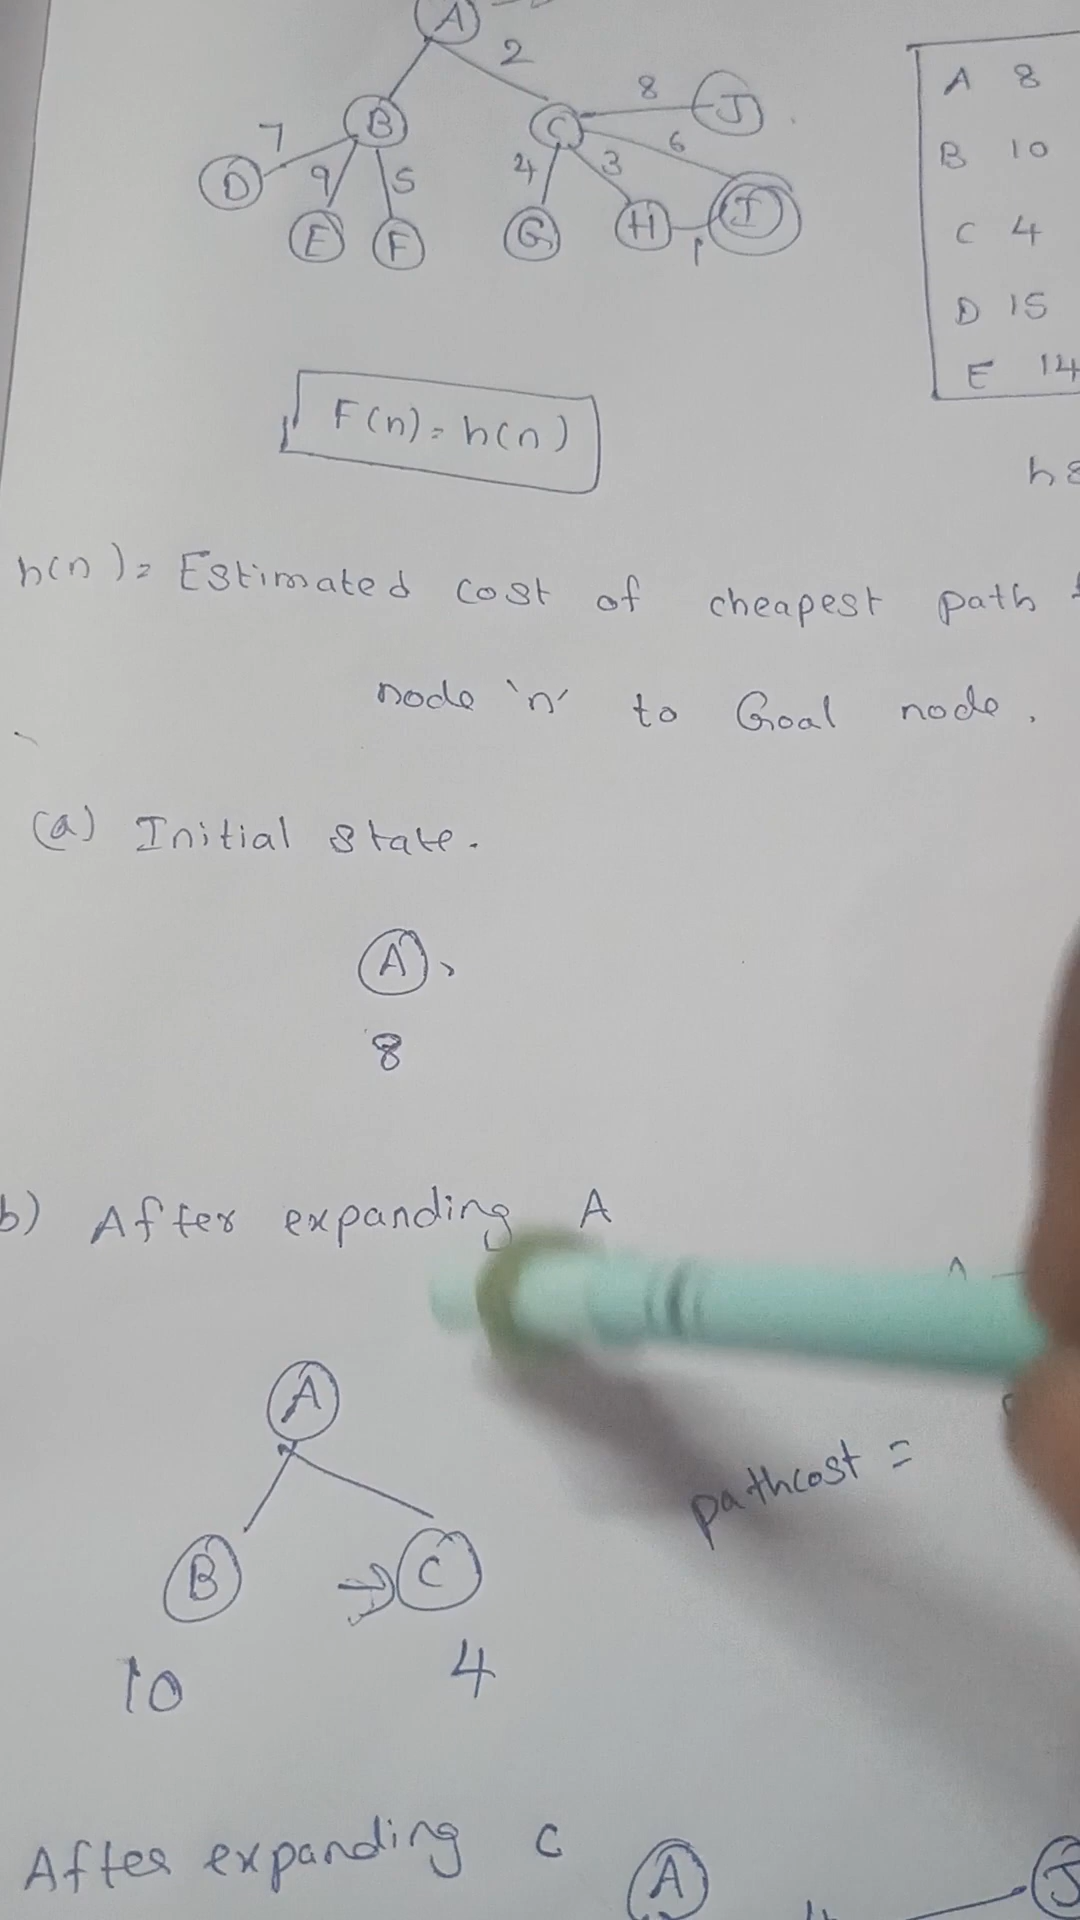 A
2
8 J
A 8
7 B C 6
B 10
D 9 5 4 3
E F G H 1 I
C 4
D 15
E 14
F(n) = h(n)
h(n) = Estimated cost of cheapest path
node 'n' to Goal node.
(a) Initial state.
A
8
b) After expanding A
A
pathcost =
B C
10 4
After expanding C
A J